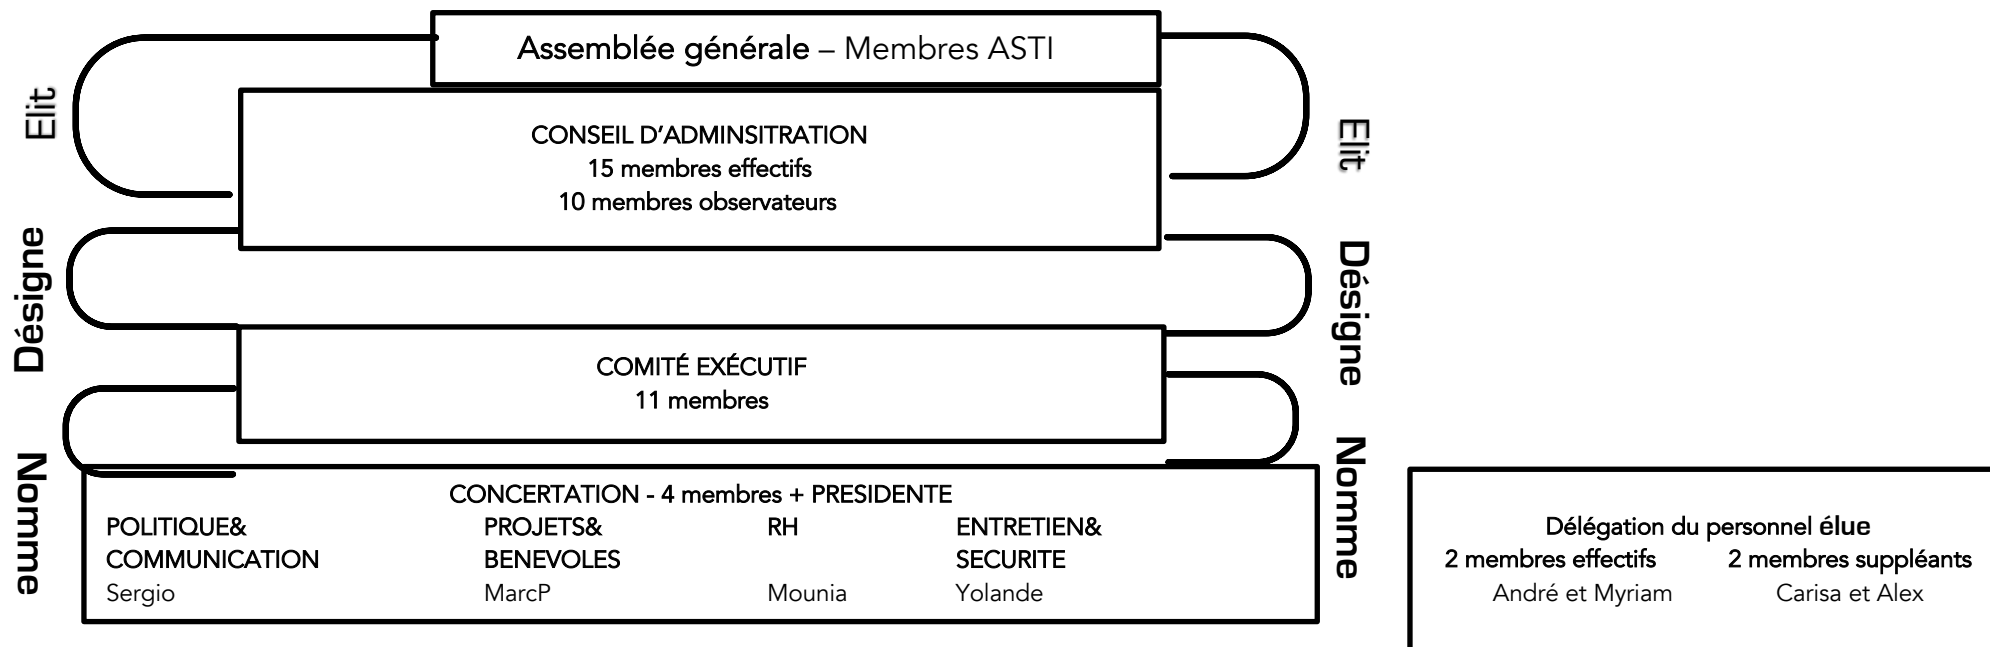 Assemblée générale – Membres ASTI
Elit
Elit
CONSEIL D’ADMINSITRATION
15 membres effectifs
10 membres observateurs
Désigne
Désigne
COMITÉ EXÉCUTIF
11 membres
Nomme
Nomme
CONCERTATION - 4 membres + PRESIDENTE
POLITIQUE& PROJETS& RH ENTRETIEN&
COMMUNICATION BENEVOLES SECURITE
Sergio MarcP Mounia Yolande
Délégation du personnel élue
2 membres effectifs 2 membres suppléants
André et Myriam Carisa et Alex